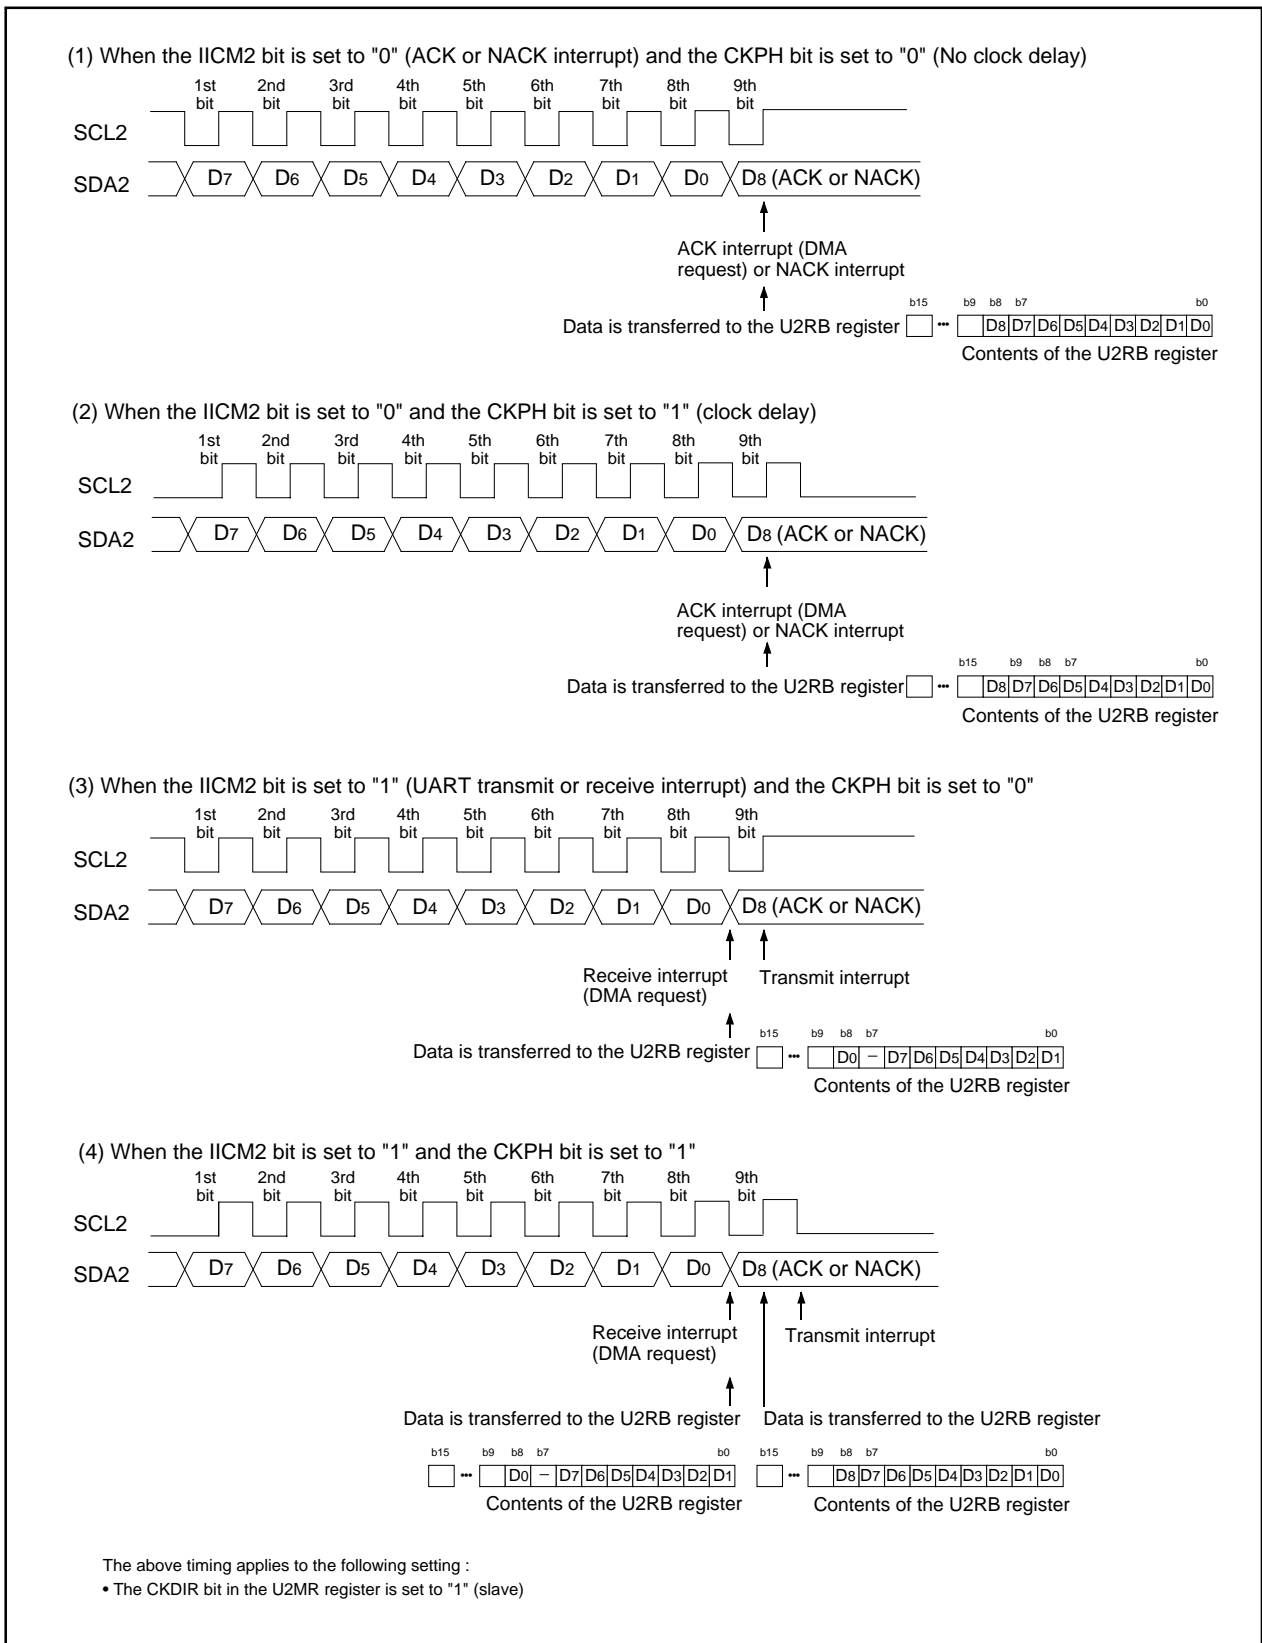 (1) When the IICM2 bit is set to "0" (ACK or NACK interrupt) and the CKPH bit is set to "0" (No clock delay)
1st bit 2nd bit 3rd bit 4th bit 5th bit 6th bit 7th bit 8th bit 9th bit
SCL2
SDA2 D7 D6 D5 D4 D3 D2 D1 D0 D8 (ACK or NACK)
ACK interrupt (DMA
request) or NACK interrupt
b15 b9 b8 b7 b0
Data is transferred to the U2RB register ••• D8 D7 D6 D5 D4 D3 D2 D1 D0
Contents of the U2RB register
(2) When the IICM2 bit is set to "0" and the CKPH bit is set to "1" (clock delay)
1st bit 2nd bit 3rd bit 4th bit 5th bit 6th bit 7th bit 8th bit 9th bit
SCL2
SDA2 D7 D6 D5 D4 D3 D2 D1 D0 D8 (ACK or NACK)
ACK interrupt (DMA
request) or NACK interrupt
b15 b9 b8 b7 b0
Data is transferred to the U2RB register ••• D8 D7 D6 D5 D4 D3 D2 D1 D0
Contents of the U2RB register
(3) When the IICM2 bit is set to "1" (UART transmit or receive interrupt) and the CKPH bit is set to "0"
1st bit 2nd bit 3rd bit 4th bit 5th bit 6th bit 7th bit 8th bit 9th bit
SCL2
SDA2 D7 D6 D5 D4 D3 D2 D1 D0 D8 (ACK or NACK)
Receive interrupt Transmit interrupt
(DMA request)
b15 b9 b8 b7 b0
Data is transferred to the U2RB register ••• D0 – D7 D6 D5 D4 D3 D2 D1
Contents of the U2RB register
(4) When the IICM2 bit is set to "1" and the CKPH bit is set to "1"
1st bit 2nd bit 3rd bit 4th bit 5th bit 6th bit 7th bit 8th bit 9th bit
SCL2
SDA2 D7 D6 D5 D4 D3 D2 D1 D0 D8 (ACK or NACK)
Receive interrupt Transmit interrupt
(DMA request)
Data is transferred to the U2RB register Data is transferred to the U2RB register
b15 b9 b8 b7 b0 b15 b9 b8 b7 b0
••• D0 – D7 D6 D5 D4 D3 D2 D1 ••• D8 D7 D6 D5 D4 D3 D2 D1 D0
Contents of the U2RB register Contents of the U2RB register
The above timing applies to the following setting :
• The CKDIR bit in the U2MR register is set to "1" (slave)